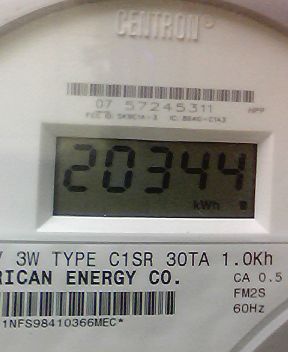 CENTRON®
07 57245311
20344
kWh
V 3W TYPE C1SR 30TA 1.0Kh
RICAN ENERGY CO.
CA 0.5
FM2S
60Hz
1NFS98410366MEC*